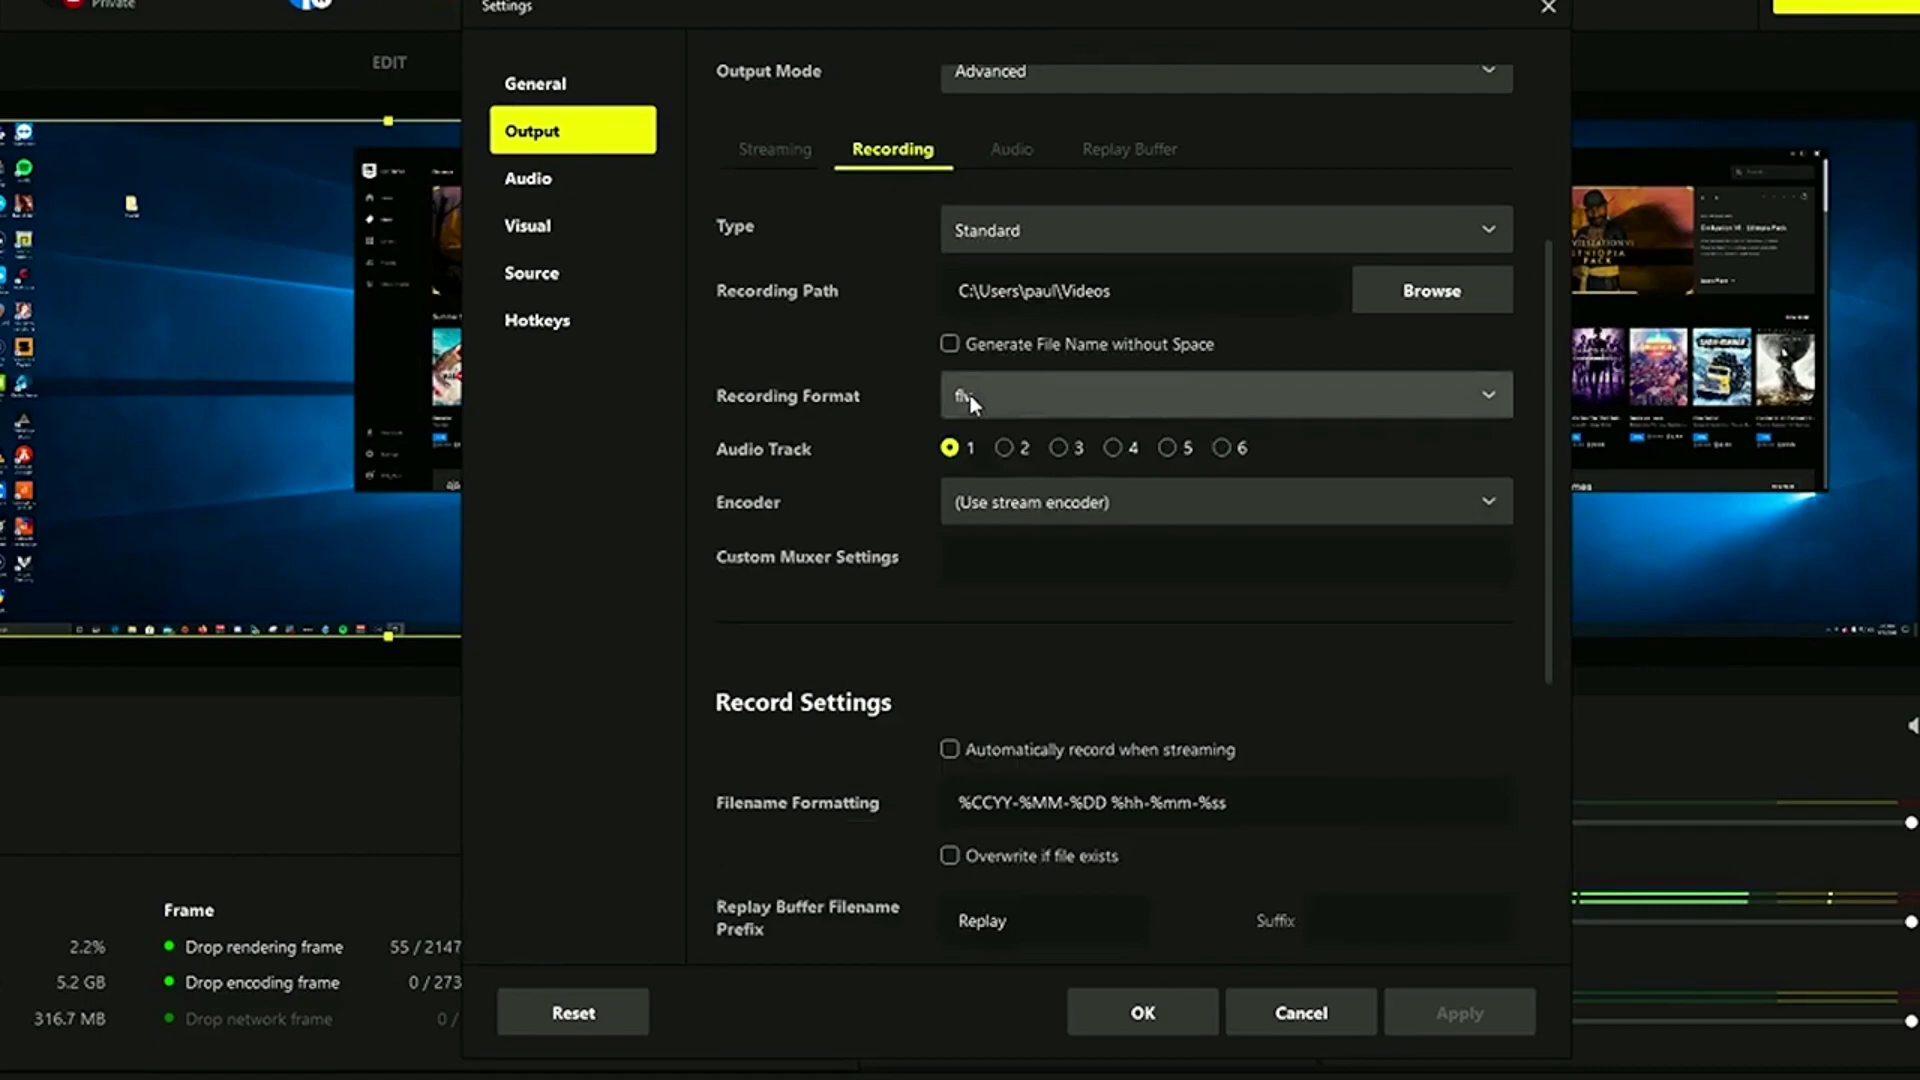 Private
Settings
EDIT
General
Output
Audio
Visual
Source
Hotkeys
Output Mode
Advanced
Streaming
Recording
Audio
Replay Buffer
Type
Standard
Recording Path
C:\Users\paul\Videos
Browse
Generate File Name without Space
Recording Format
Audio Track
1
2
3
4
5
6
Encoder
(Use stream encoder)
Custom Muxer Settings
Record Settings
Automatically record when streaming
Filename Formatting
%CCYY-%MM-%DD %hh-%mm-%ss
Overwrite if file exists
Replay Buffer Filename
Prefix
Replay
Suffix
Frame
2.2%
Drop rendering frame
55 / 2147
5.2 GB
Drop encoding frame
0 / 273
316.7 MB
Drop network frame
0 /
Reset
OK
Cancel
Apply